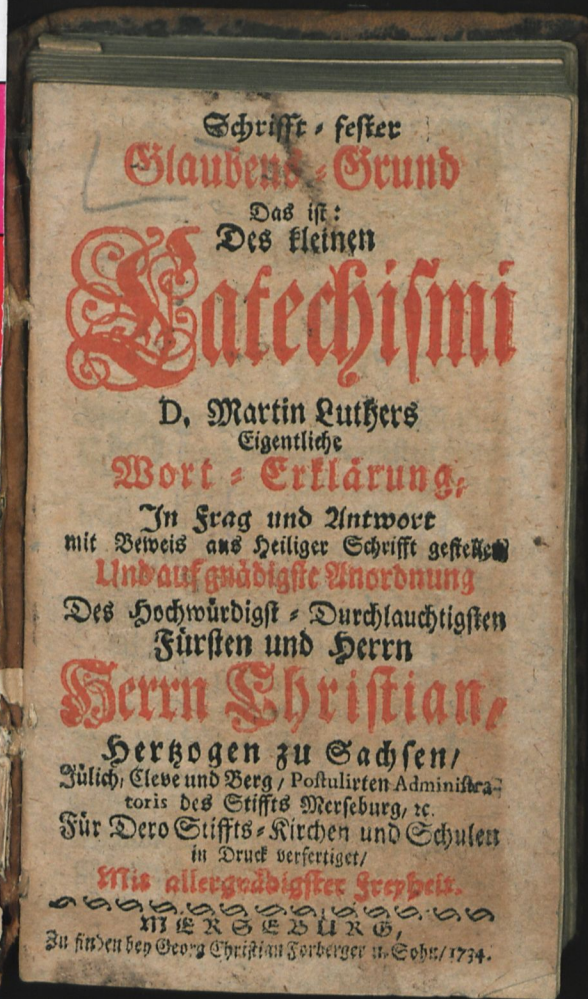 Schrifft-fester
Glaubens-Grund
Das ist:
Des kleinen
Catechismi
D. Martin Luthers
Eigentliche
Wort-Erklärung,
In Frag und Antwort
mit Beweis aus Heiliger Schrifft gestellet
Und auf gnädigste Anordnung
Des Hochwürdigst-Durchlauchtigsten
Fürsten und Herrn
Herrn Christian,
Hertzogen zu Sachsen/
Jülich, Cleve und Berg, Postulirten Administra-
toris des Stiffts Merseburg, ꝛc.
Für Dero Stiffts-Kirchen und Schulen
in Druck verfertiget/
Mit allergnädigster Freyheit.
MERSEBURG,
Zu finden bey Georg Christian Forberger u. Sohn/1734.